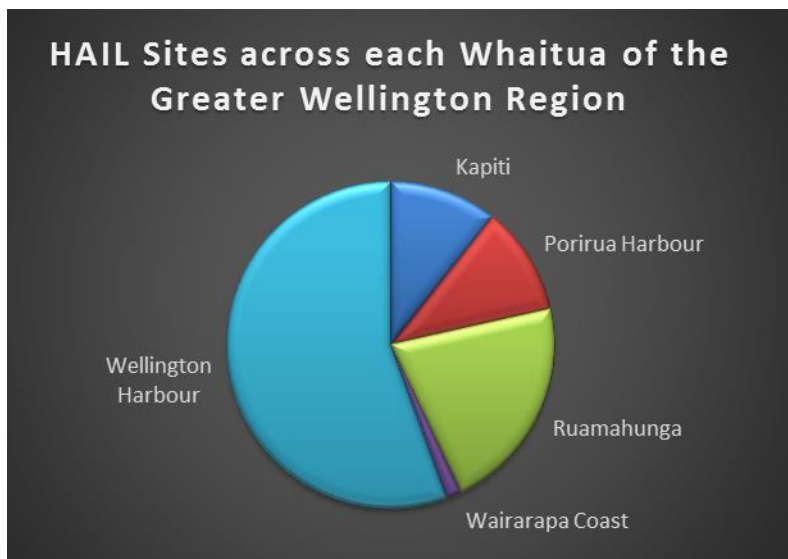 HAIL Sites across each Whaitua of the
Greater Wellington Region
Kapiti
Porirua Harbour
Ruamahunga
Wairarapa Coast
Wellington
Harbour